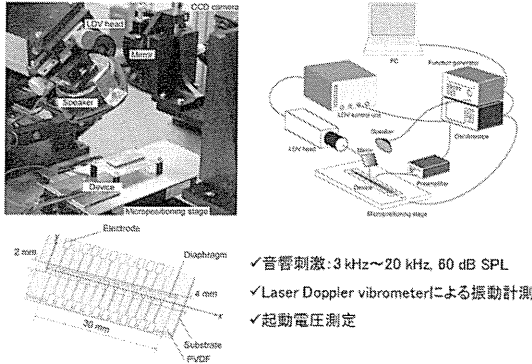 CCD camera
LDV head
Mirror
Speaker
Device
Micropositioning stage
PC
Function generator
LDV control unit
Oscilloscope
LDV head
Speaker
Mirror
Preamplifier
Device
Micropositioning stage
Electrode
Diaphragm
2 mm
4 mm
x
30 mm
Substrate
PVDF
✓音響刺激:3 kHz～20 kHz, 60 dB SPL
✓Laser Doppler vibrometerによる振動計測
✓起動電圧測定